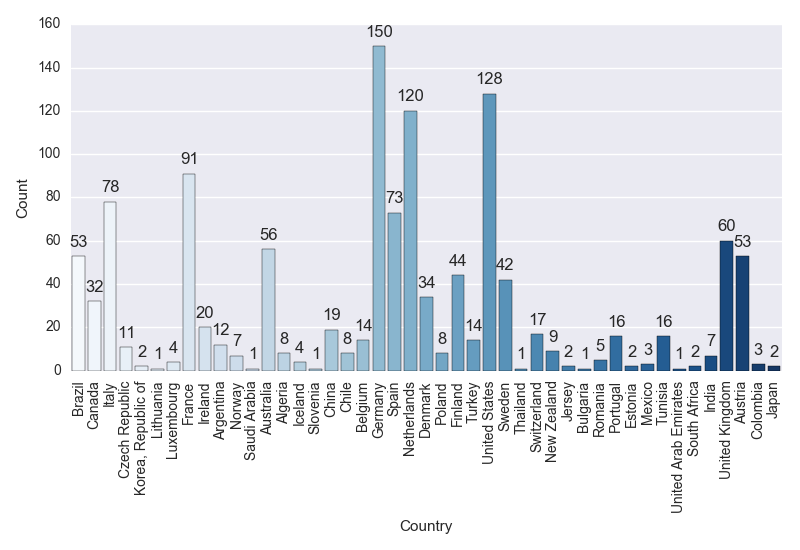 160
140
120
100
80
60
40
20
0
Count
53
32
78
11
2
1
4
91
20
12
7
1
56
8
4
1
19
8
14
150
73
120
34
8
44
14
128
42
1
17
9
2
1
5
16
2
3
16
1
2
7
60
53
3
2
Brazil
Canada
Italy
Czech Republic
Korea, Republic of
Lithuania
Luxembourg
France
Ireland
Argentina
Norway
Saudi Arabia
Australia
Algeria
Iceland
Slovenia
China
Chile
Belgium
Germany
Spain
Netherlands
Denmark
Poland
Finland
Turkey
United States
Sweden
Thailand
Switzerland
New Zealand
Jersey
Bulgaria
Romania
Portugal
Estonia
Mexico
Tunisia
United Arab Emirates
South Africa
India
United Kingdom
Austria
Colombia
Japan
Country